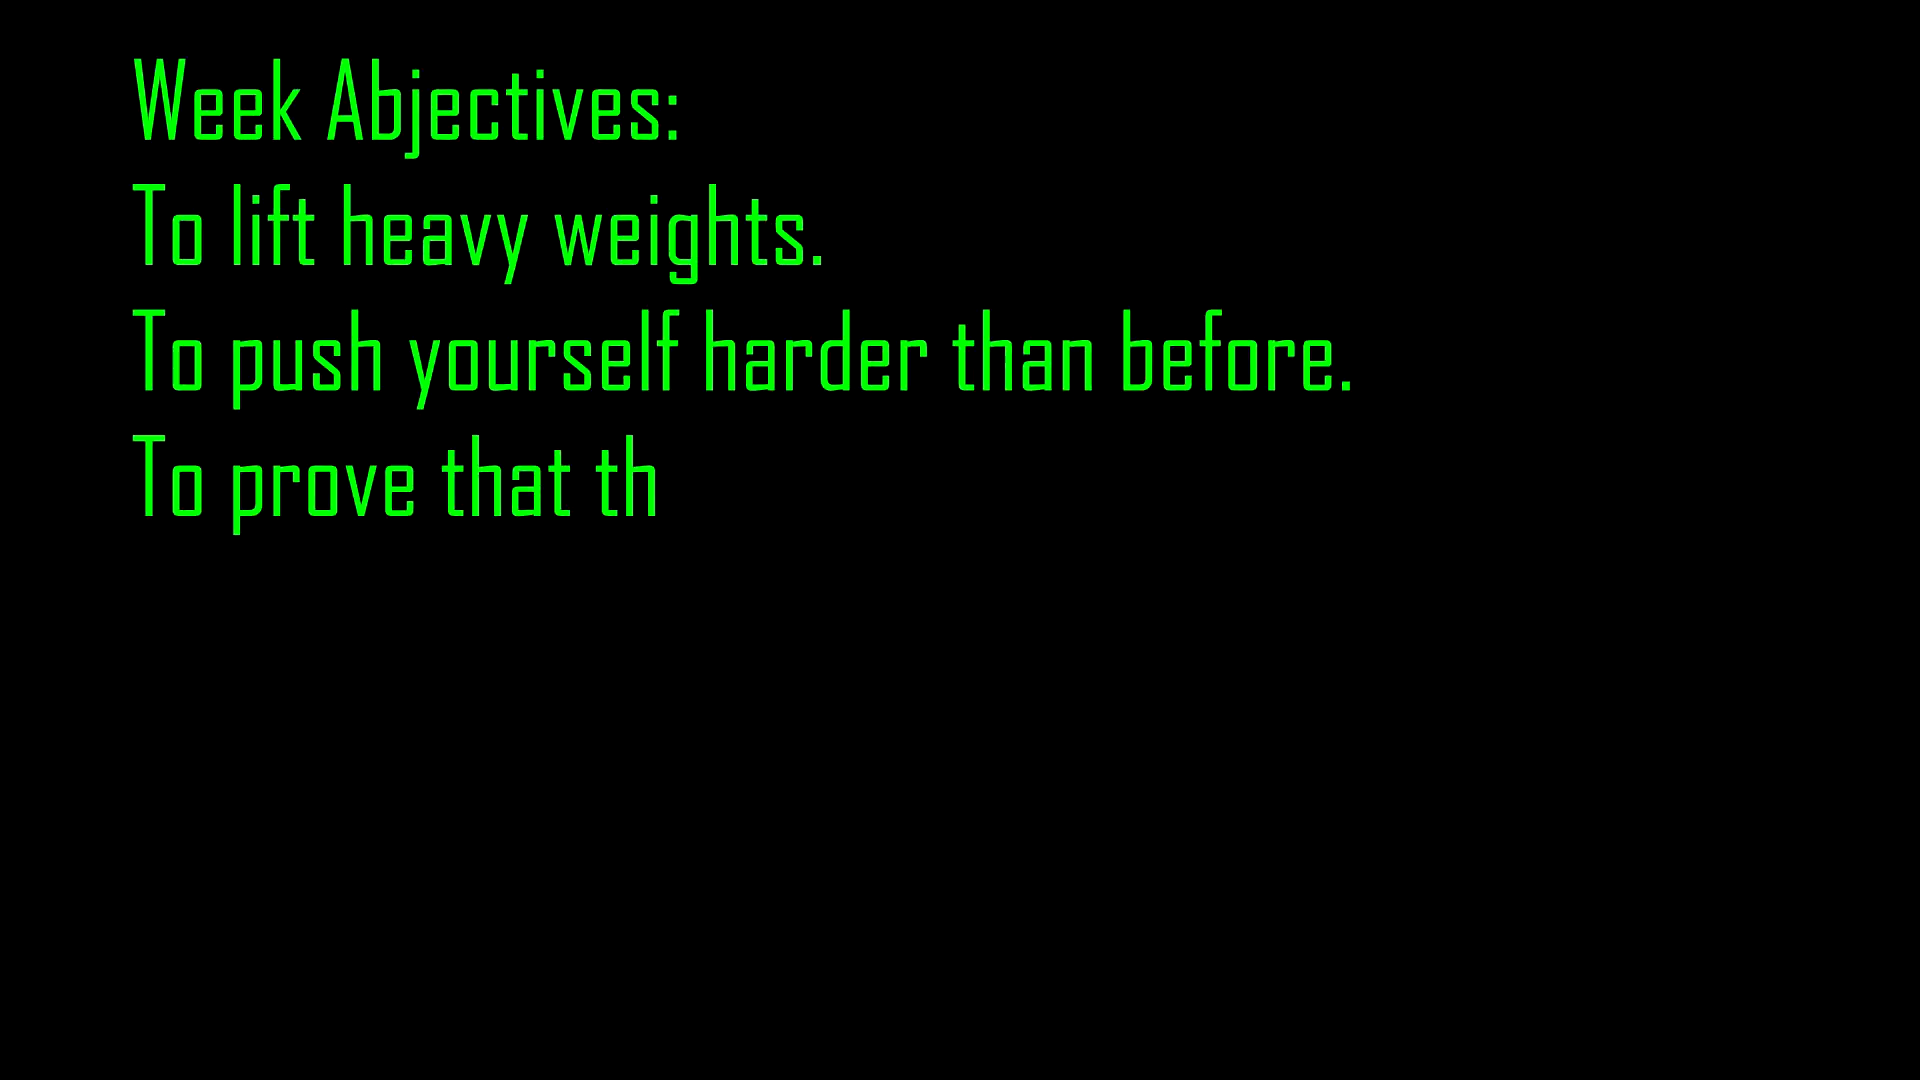 Week Abjectives:
To lift heavy weights.
To push yourself harder than before.
To prove that th